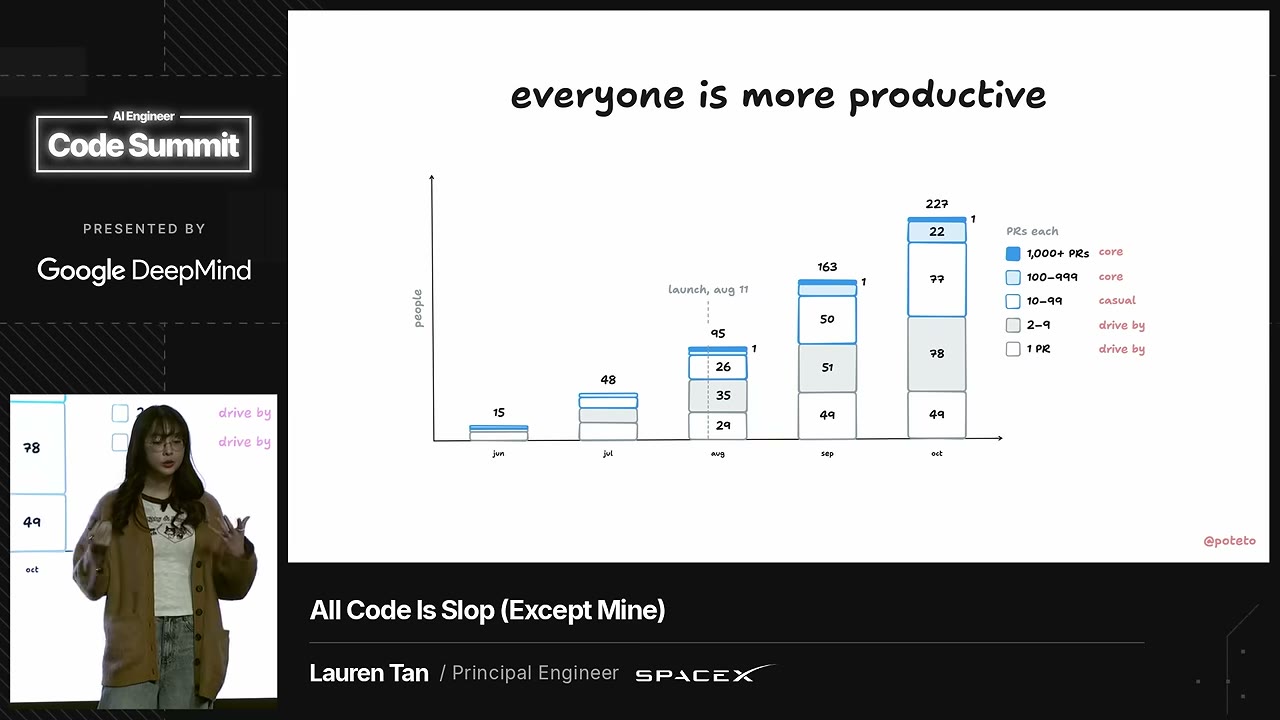 AI Engineer
Code Summit
PRESENTED BY
Google DeepMind
everyone is more productive
people
launch, aug 11
15
48
95
1
26
35
29
163
1
50
51
49
227
1
22
77
78
49
jun
jul
aug
sep
oct
PRs each
1,000+ PRs core
100–999 core
10–99 casual
2–9 drive by
1 PR drive by
@poteto
78
49
oct
drive by
drive by
All Code Is Slop (Except Mine)
Lauren Tan / Principal Engineer SPACEX